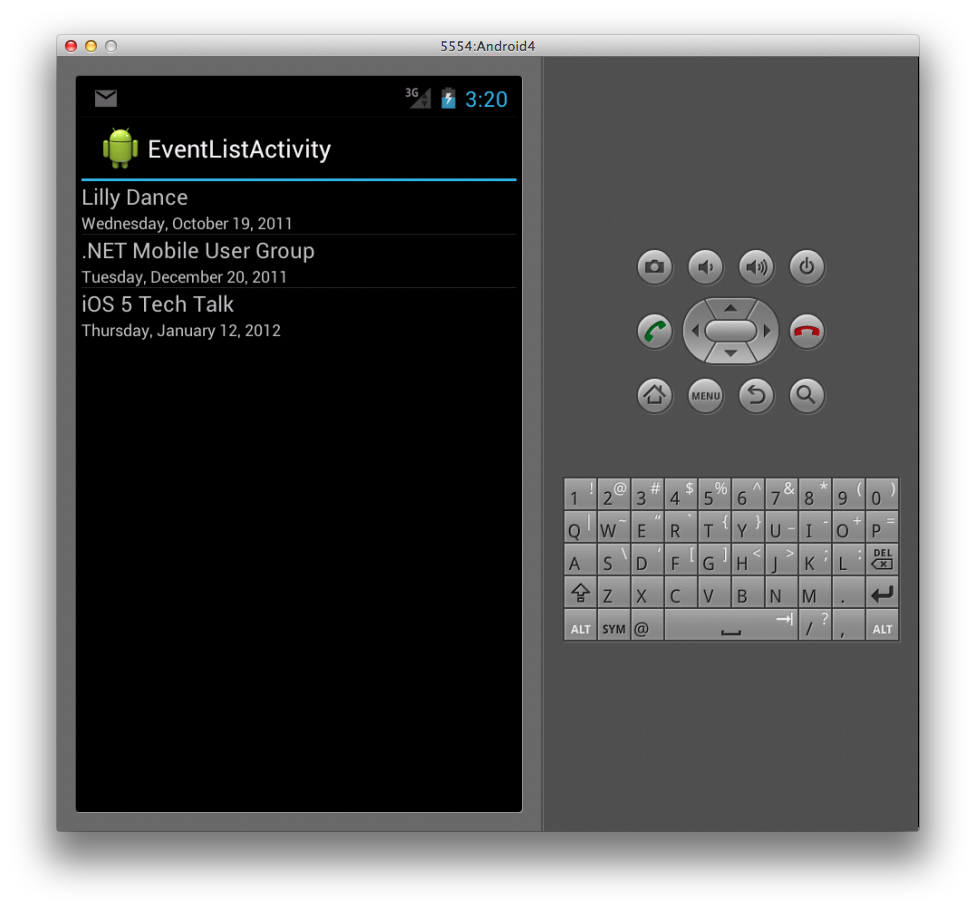 5554:Android4
3G 3:20
EventListActivity
Lilly Dance
Wednesday, October 19, 2011
.NET Mobile User Group
Tuesday, December 20, 2011
iOS 5 Tech Talk
Thursday, January 12, 2012
MENU
1 ! 2 @ 3 # 4 $ 5 % 6 ^ 7 & 8 * 9 ( 0 )
Q | W ~ E “ R ` T { Y } U _ I - O + P =
A S \ D ' F [ G ] H < J > K ; L : DEL
Z X C V B N M .
ALT SYM @ / ? , ALT